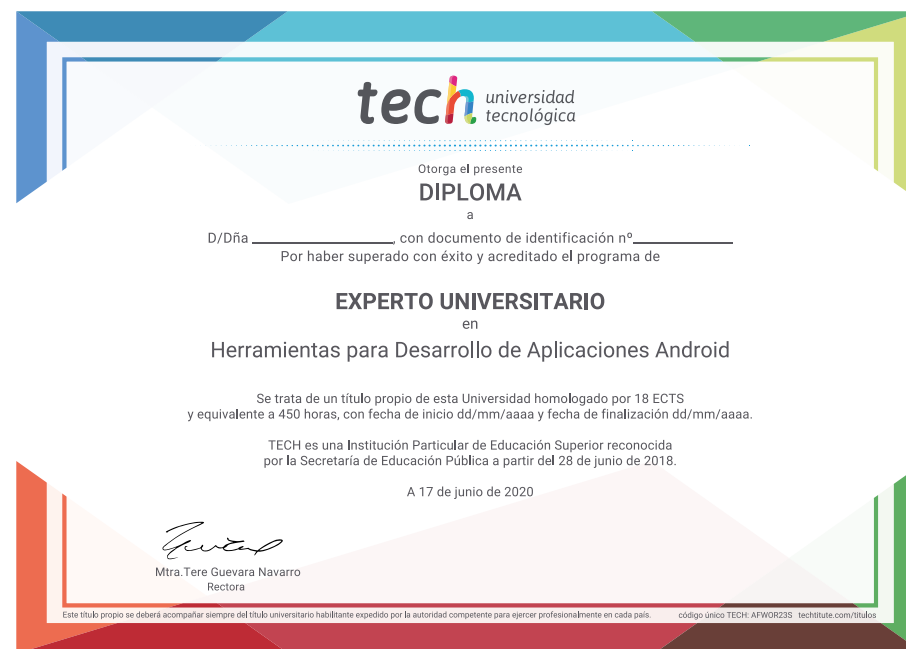 tech universidad
tecnológica
Otorga el presente
DIPLOMA
a
D/Dña ________________, con documento de identificación nº____________
Por haber superado con éxito y acreditado el programa de
EXPERTO UNIVERSITARIO
en
Herramientas para Desarrollo de Aplicaciones Android
Se trata de un título propio de esta Universidad homologado por 18 ECTS
y equivalente a 450 horas, con fecha de inicio dd/mm/aaaa y fecha de finalización dd/mm/aaaa.
TECH es una Institución Particular de Educación Superior reconocida
por la Secretaría de Educación Pública a partir del 28 de junio de 2018.
A 17 de junio de 2020
Mtra.Tere Guevara Navarro
Rectora
Este título propio se deberá acompañar siempre del título universitario habilitante expedido por la autoridad competente para ejercer profesionalmente en cada país. código único TECH: AFWOR23S techtitute.com/titulos